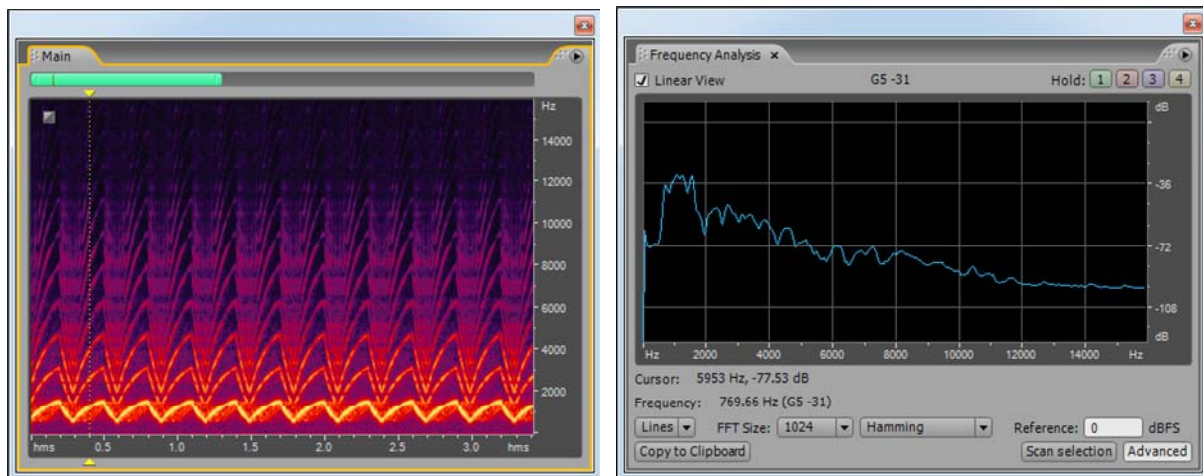 Main
Hz
14000
12000
10000
8000
6000
4000
2000
hms 0.5 1.0 1.5 2.0 2.5 3.0 hms
Frequency Analysis ×
Linear View G5 -31 Hold: 1 2 3 4
dB
-36
-72
-108
dB
Hz 2000 4000 6000 8000 10000 12000 14000 Hz
Cursor: 5953 Hz, -77.53 dB
Frequency: 769.66 Hz (G5 -31)
Lines FFT Size: 1024 Hamming Reference: 0 dBFS
Copy to Clipboard Scan selection Advanced